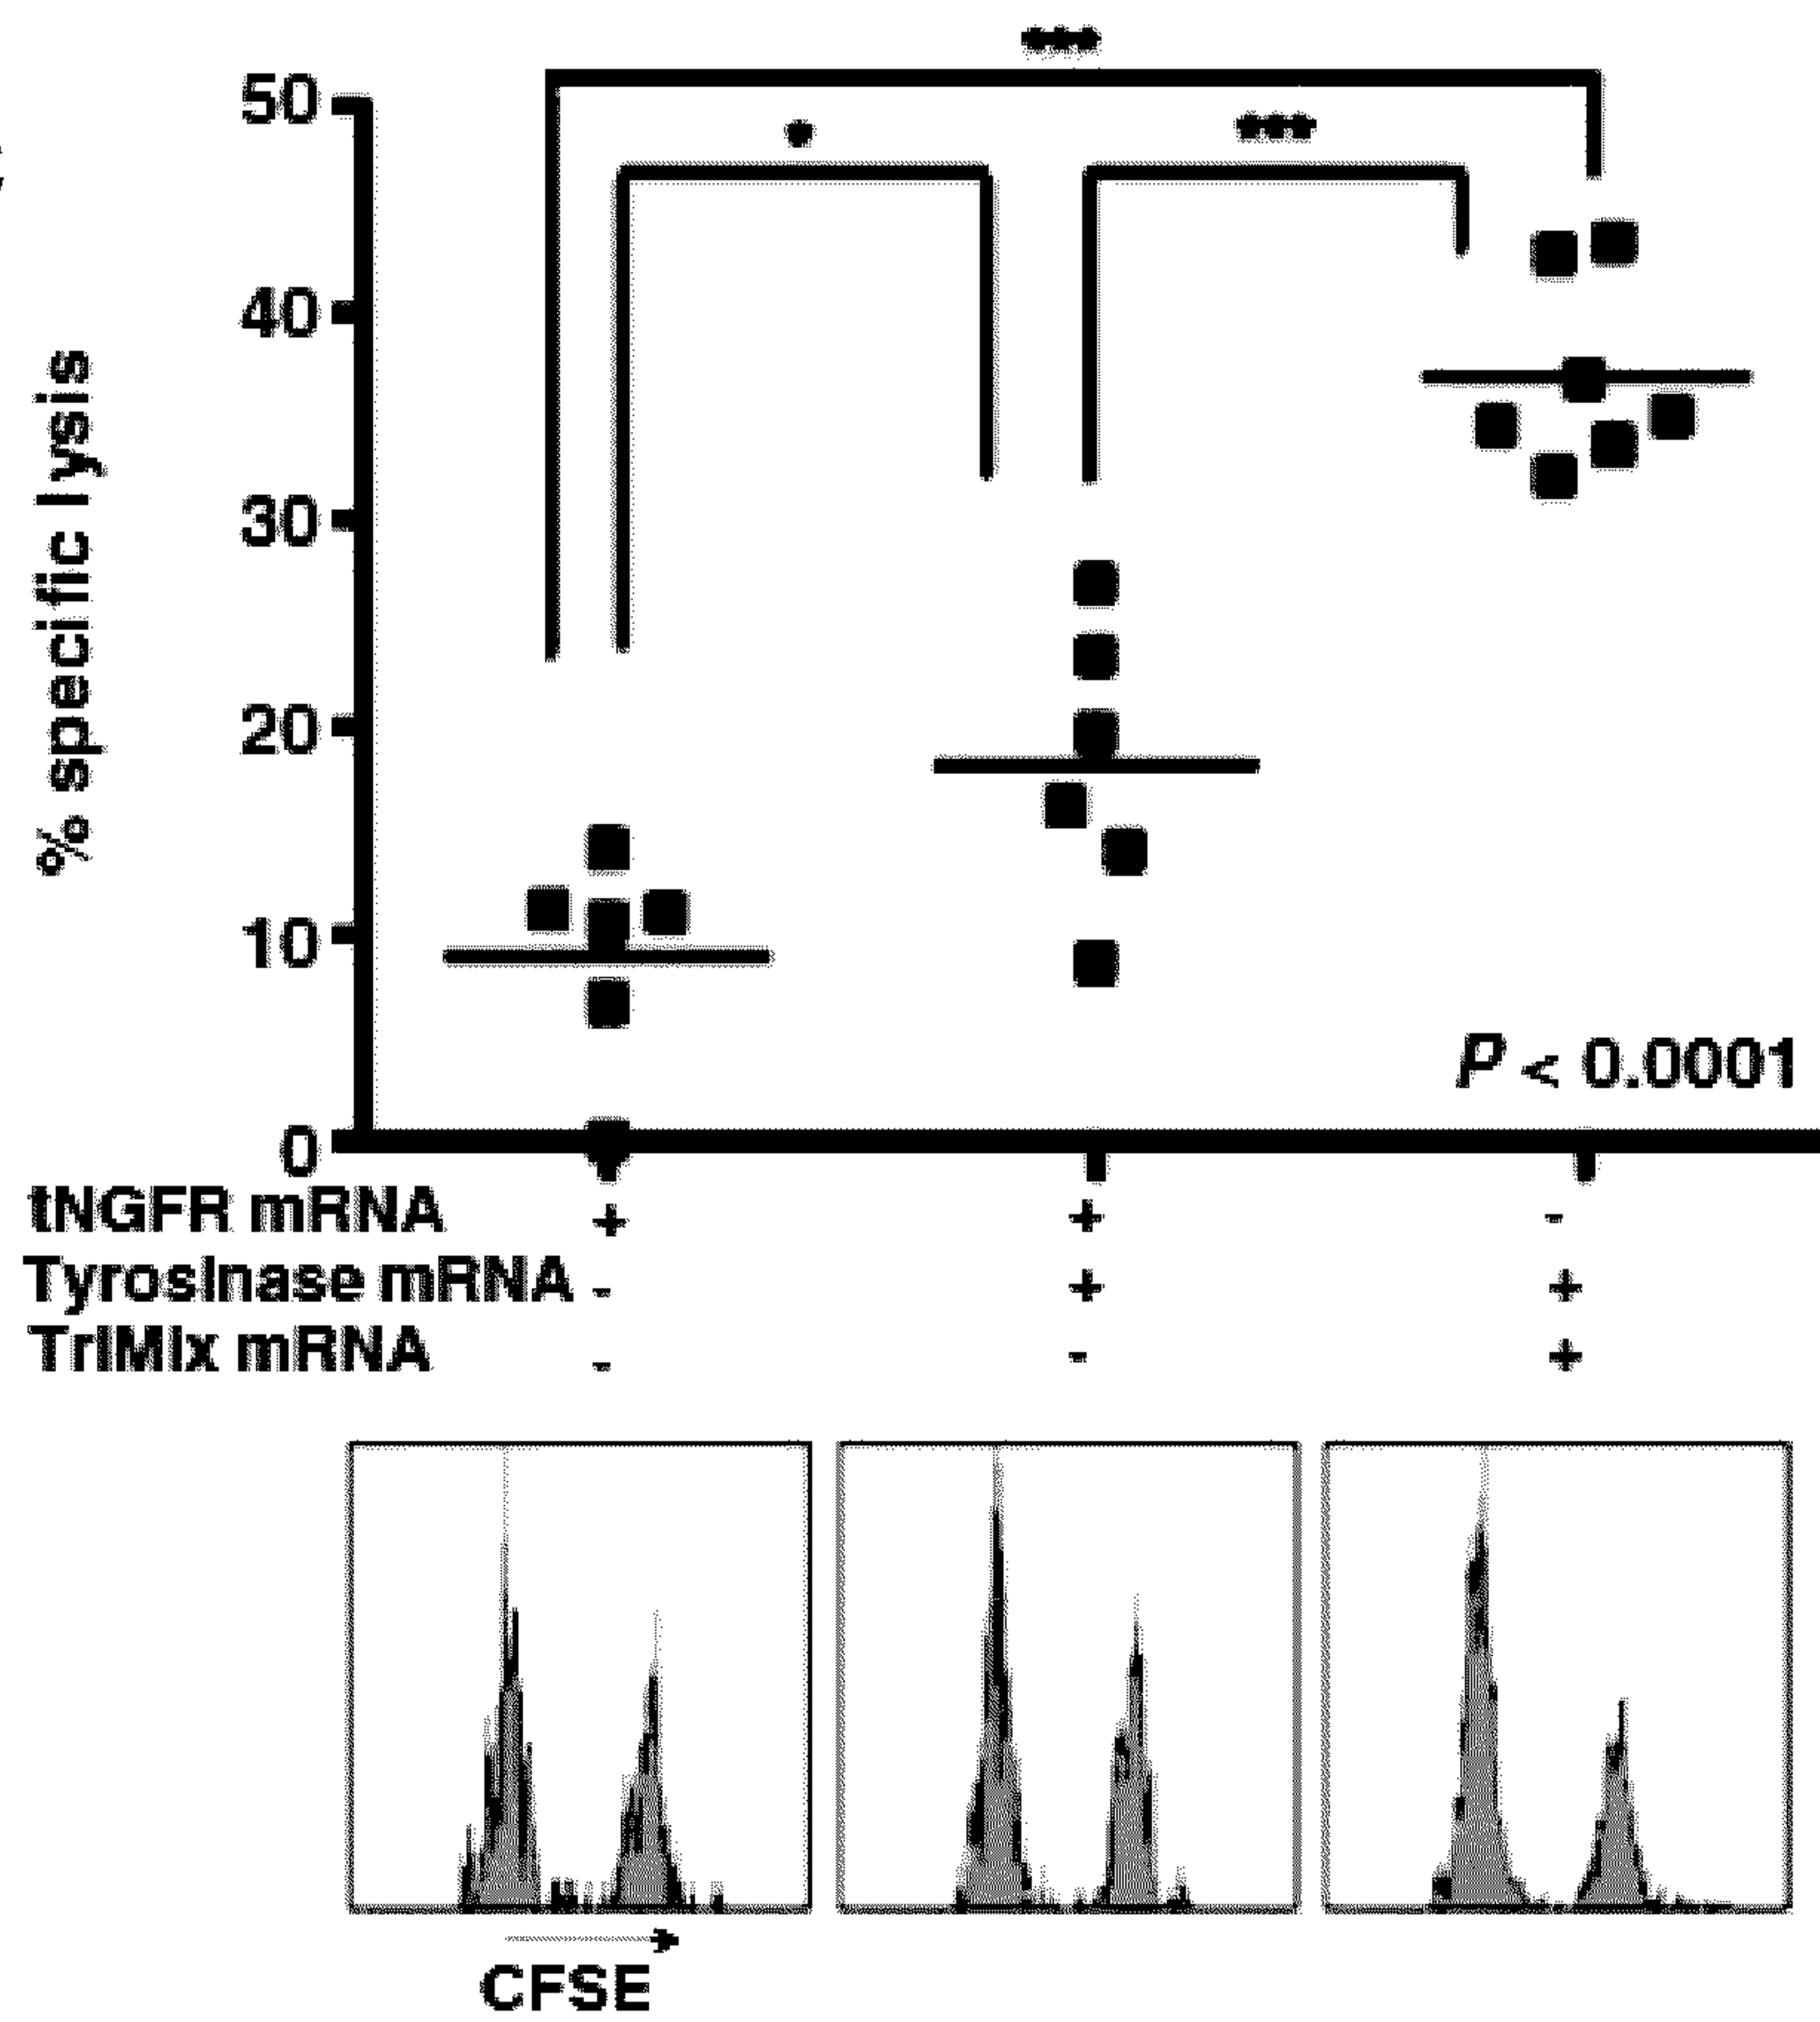 ***
50
*
***
40
30
20
10
0
% specific lysis
P < 0.0001
tNGFR mRNA + + -
Tyrosinase mRNA - + +
TriMix mRNA - - +
CFSE